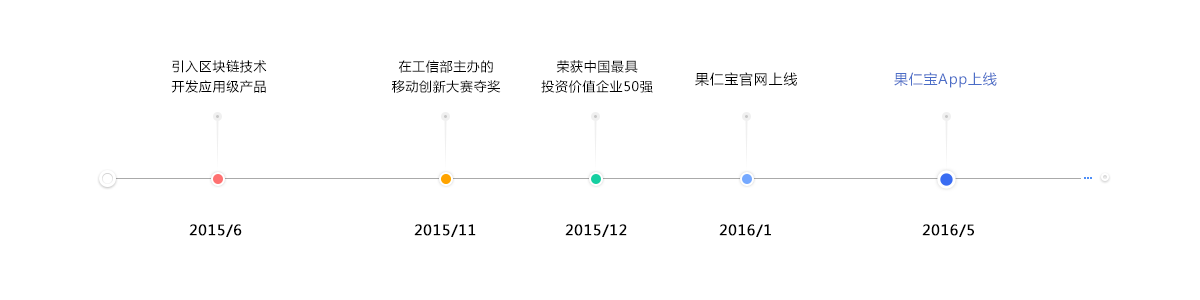 引入区块链技术
开发应用级产品
在工信部主办的
移动创新大赛夺奖
荣获中国最具
投资价值企业50强
果仁宝官网上线
果仁宝App上线
2015/6
2015/11
2015/12
2016/1
2016/5